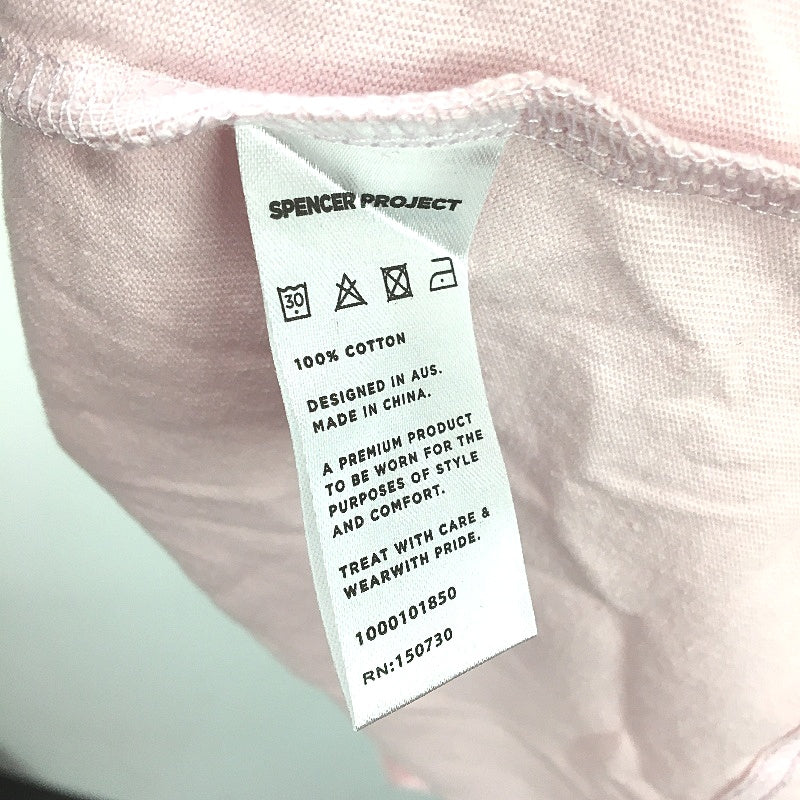 SPENCER PROJECT
30
100% COTTON
DESIGNED IN AUS.
MADE IN CHINA.
A PREMIUM PRODUCT
TO BE WORN FOR THE
PURPOSES OF STYLE
AND COMFORT.
TREAT WITH CARE &
WEARWITH PRIDE.
1000101850
RN:150730